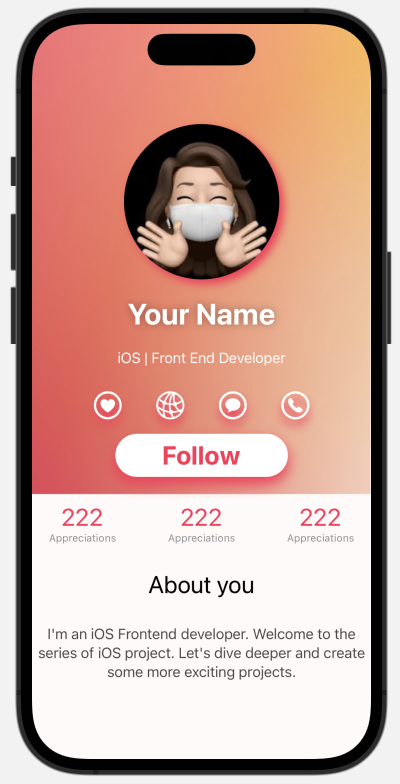 Your Name
iOS | Front End Developer
Follow
222 222 222
Appreciations Appreciations Appreciations
About you
I'm an iOS Frontend developer. Welcome to the
series of iOS project. Let's dive deeper and create
some more exciting projects.